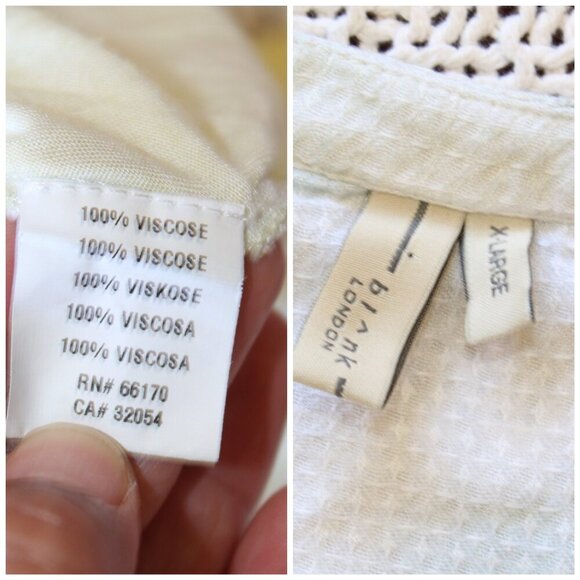 100% VISCOSE
100% VISCOSE
100% VISKOSE
100% VISCOSA
100% VISCOSA
RN# 66170
CA# 32054
blank
LONDON
X-LARGE